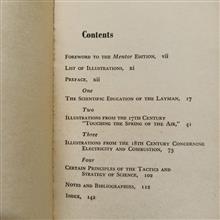 Contents
Foreword to the Mentor Edition, vii
List of Illustrations, xi
Preface, xii
One
The Scientific Education of the Layman, 17
Two
Illustrations from the 17th Century
"Touching the Spring of the Air," 41
Three
Illustrations from the 18th Century Concerning
Electricity and Combustion, 75
Four
Certain Principles of the Tactics and
Strategy of Science, 102
Notes and Bibliographies, 112
Index, 142